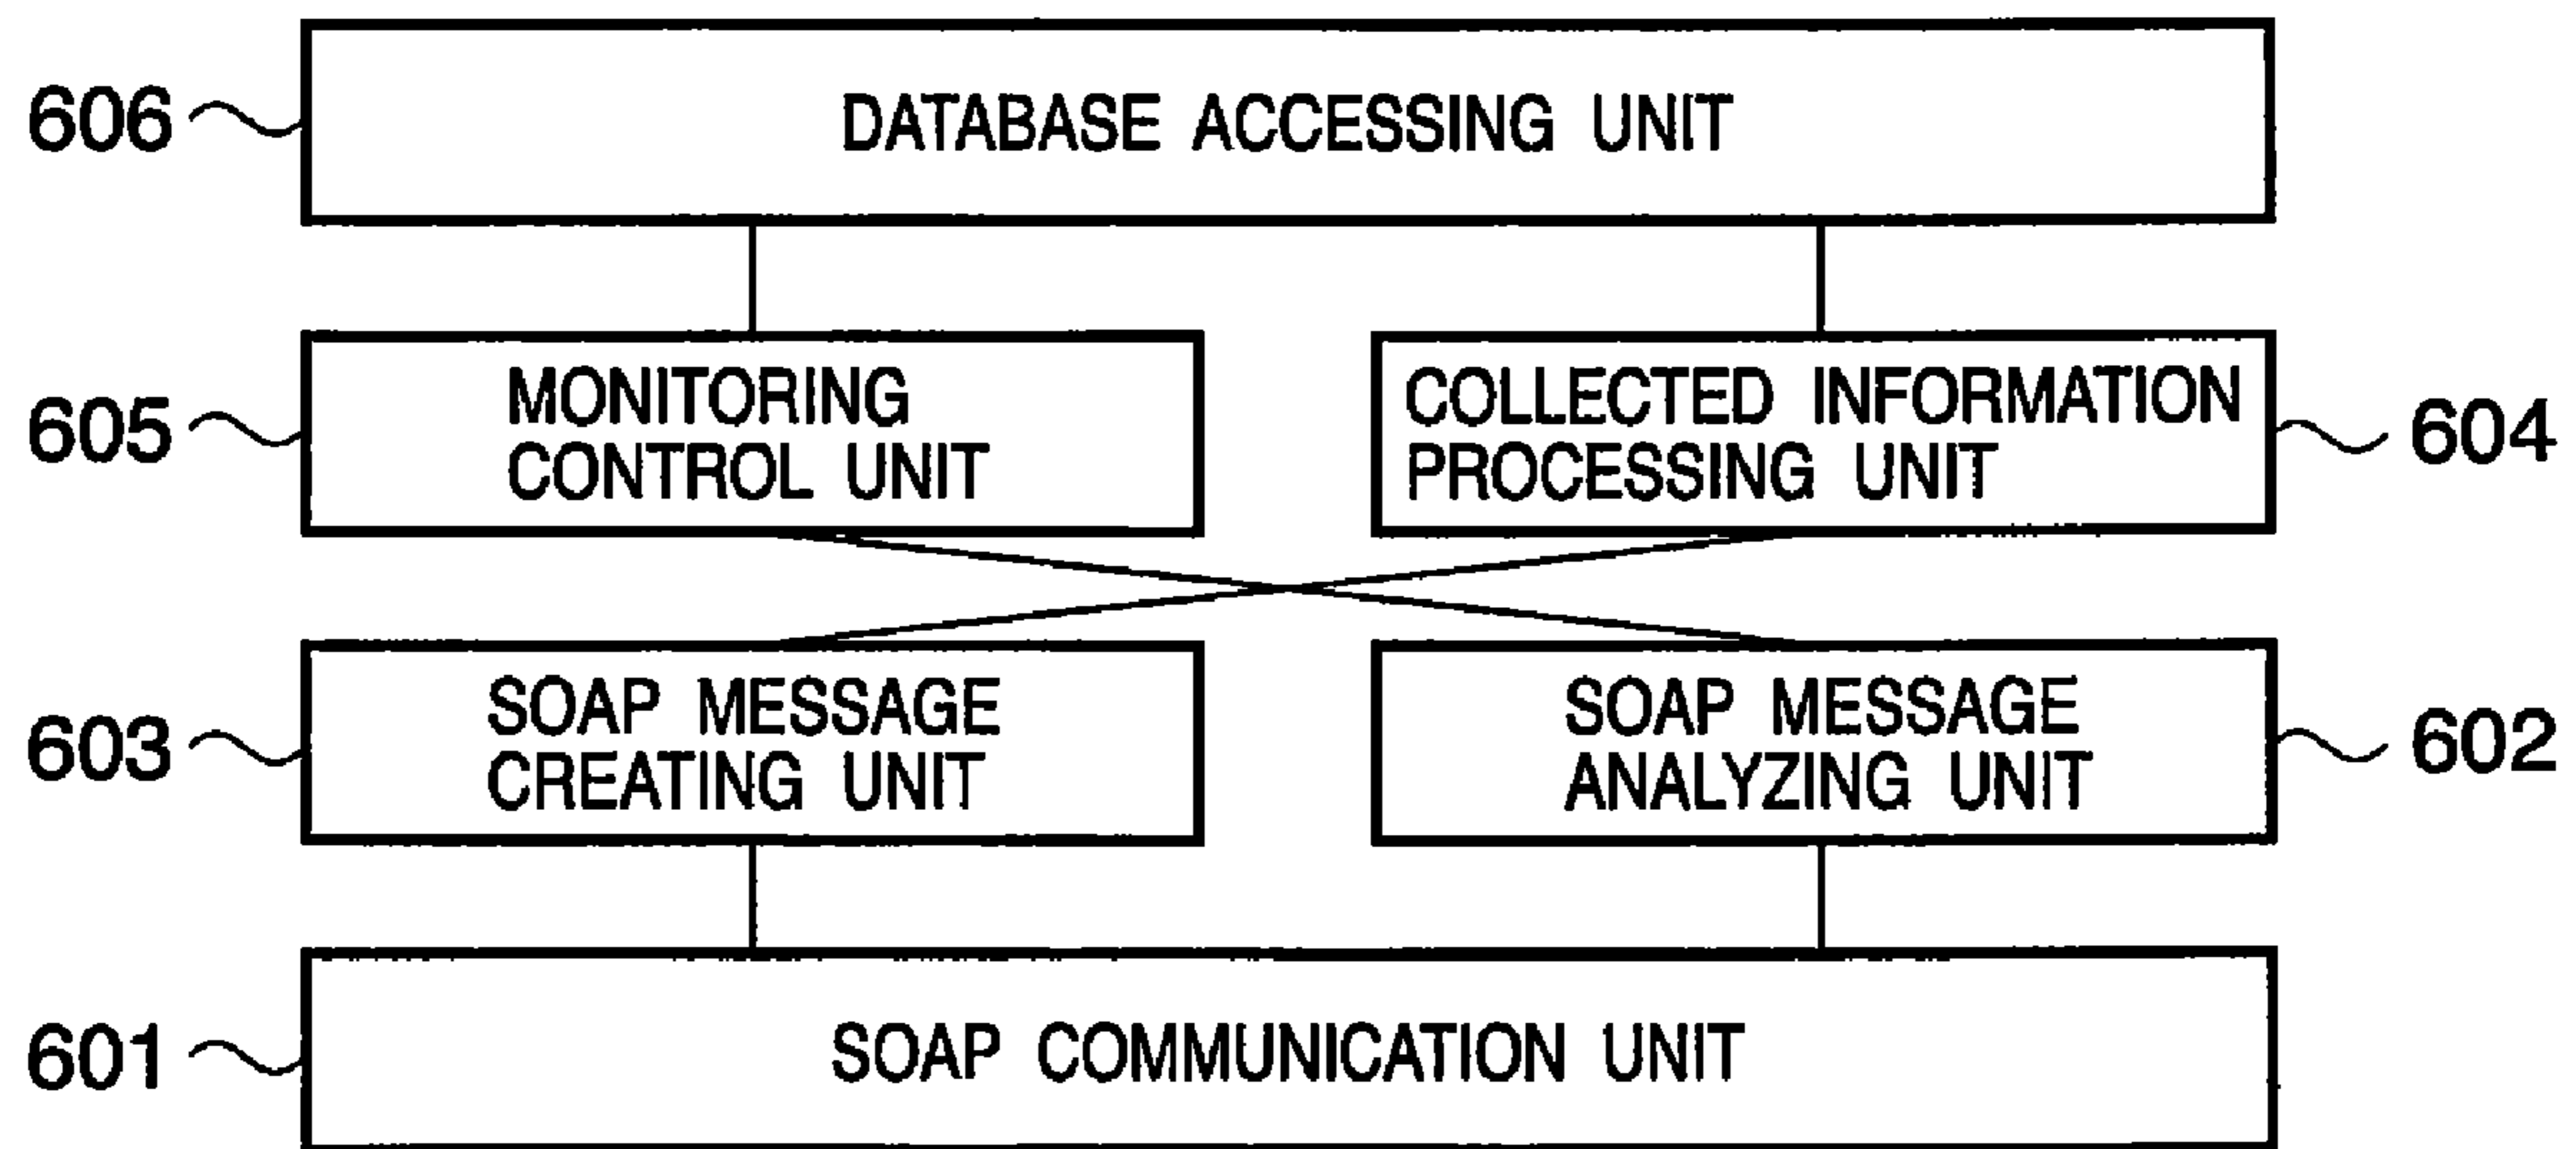 606
DATABASE ACCESSING UNIT
605
MONITORING
CONTROL UNIT
COLLECTED INFORMATION
PROCESSING UNIT
604
603
SOAP MESSAGE
CREATING UNIT
SOAP MESSAGE
ANALYZING UNIT
602
601
SOAP COMMUNICATION UNIT